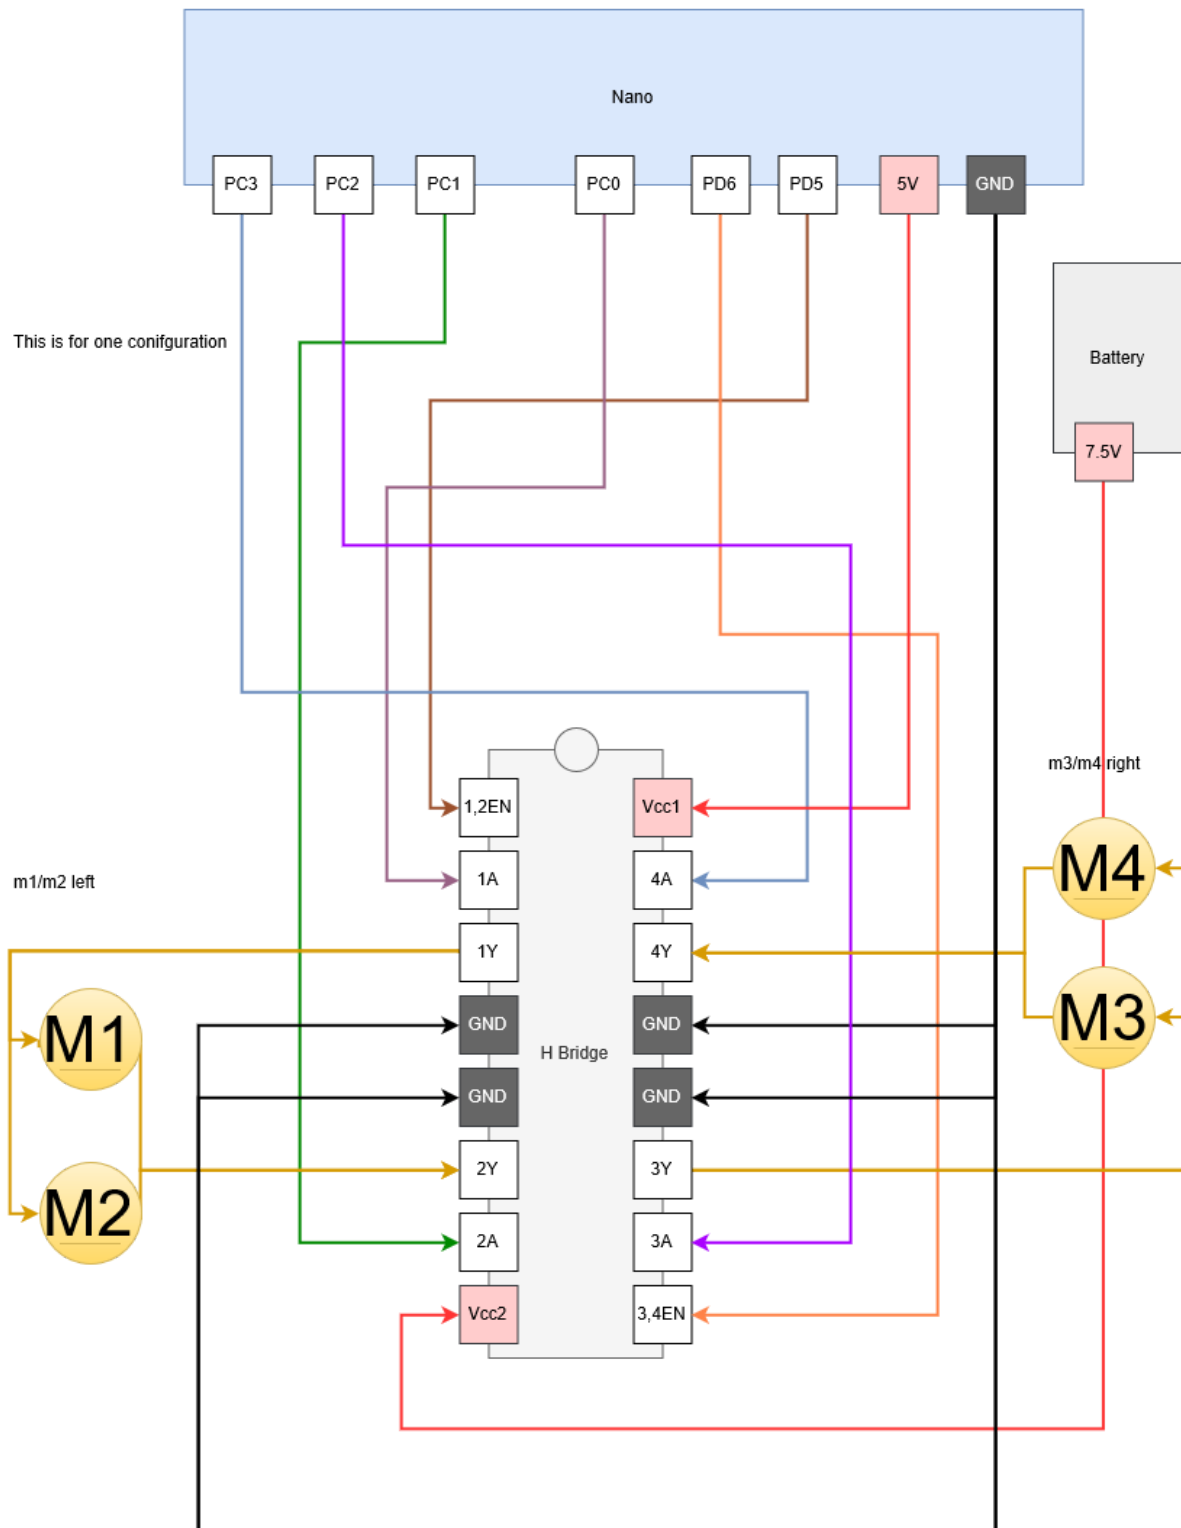 Nano
PC3
PC2
PC1
PC0
PD6
PD5
5V
GND
This is for one conifguration
Battery
7.5V
m3/m4 right
1,2EN
Vcc1
M4
m1/m2 left
1A
4A
1Y
4Y
M1
GND
GND
M3
H Bridge
GND
GND
M2
2Y
3Y
2A
3A
Vcc2
3,4EN